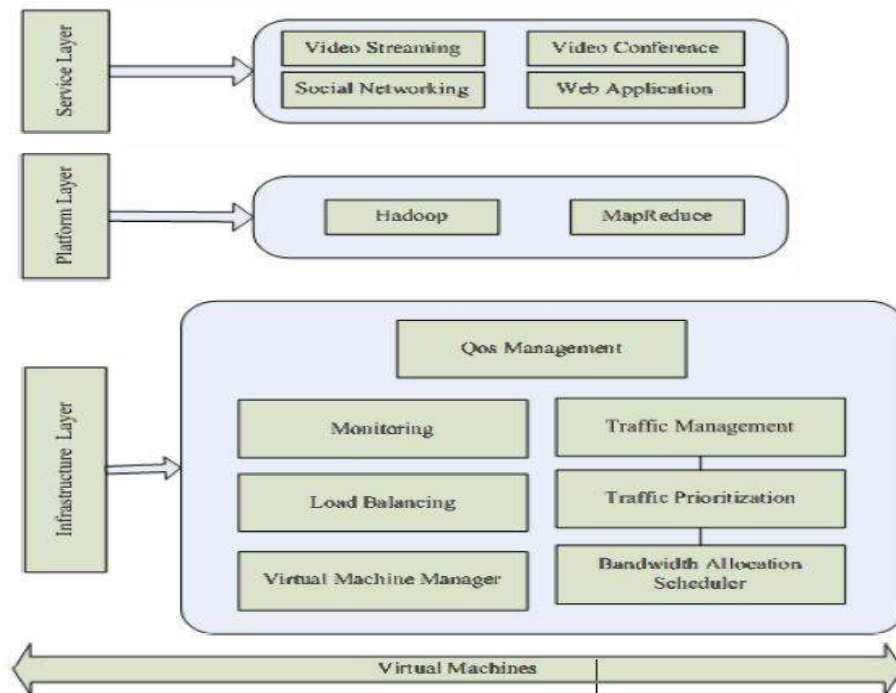 Service Layer
Video Streaming
Video Conference
Social Networking
Web Application
Platform Layer
Hadoop
MapReduce
Infrastructure Layer
Qos Management
Monitoring
Traffic Management
Load Balancing
Traffic Prioritization
Virtual Machine Manager
Bandwidth Allocation
Scheduler
Virtual Machines